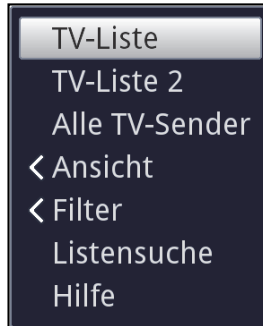 TV-Liste
TV-Liste 2
Alle TV-Sender
Ansicht
Filter
Listensuche
Hilfe